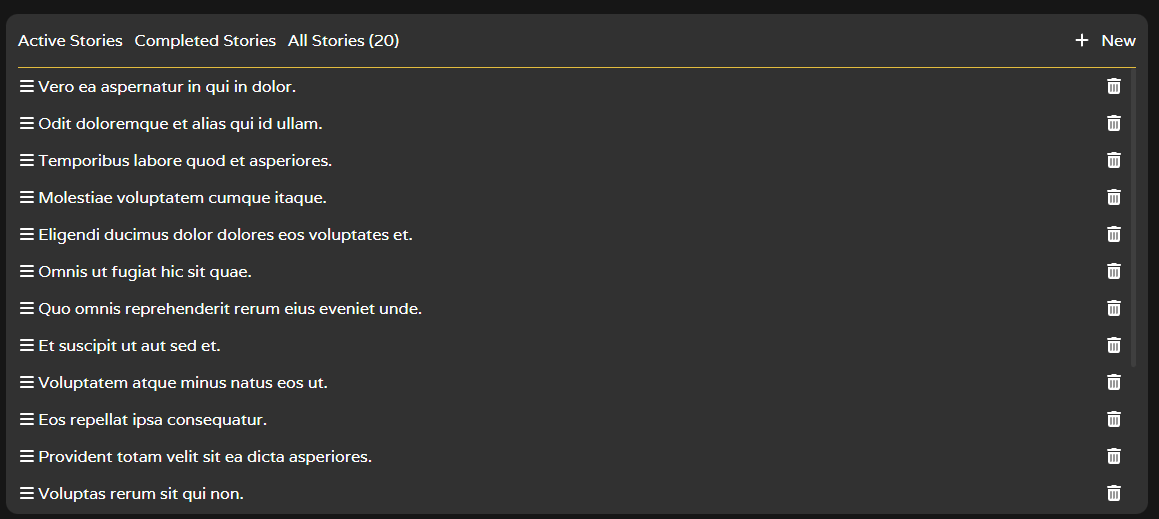 Active Stories Completed Stories All Stories (20) + New
Vero ea aspernatur in qui in dolor.
Odit doloremque et alias qui id ullam.
Temporibus labore quod et asperiores.
Molestiae voluptatem cumque itaque.
Eligendi ducimus dolor dolores eos voluptates et.
Omnis ut fugiat hic sit quae.
Quo omnis reprehenderit rerum eius eveniet unde.
Et suscipit ut aut sed et.
Voluptatem atque minus natus eos ut.
Eos repellat ipsa consequatur.
Provident totam velit sit ea dicta asperiores.
Voluptas rerum sit qui non.